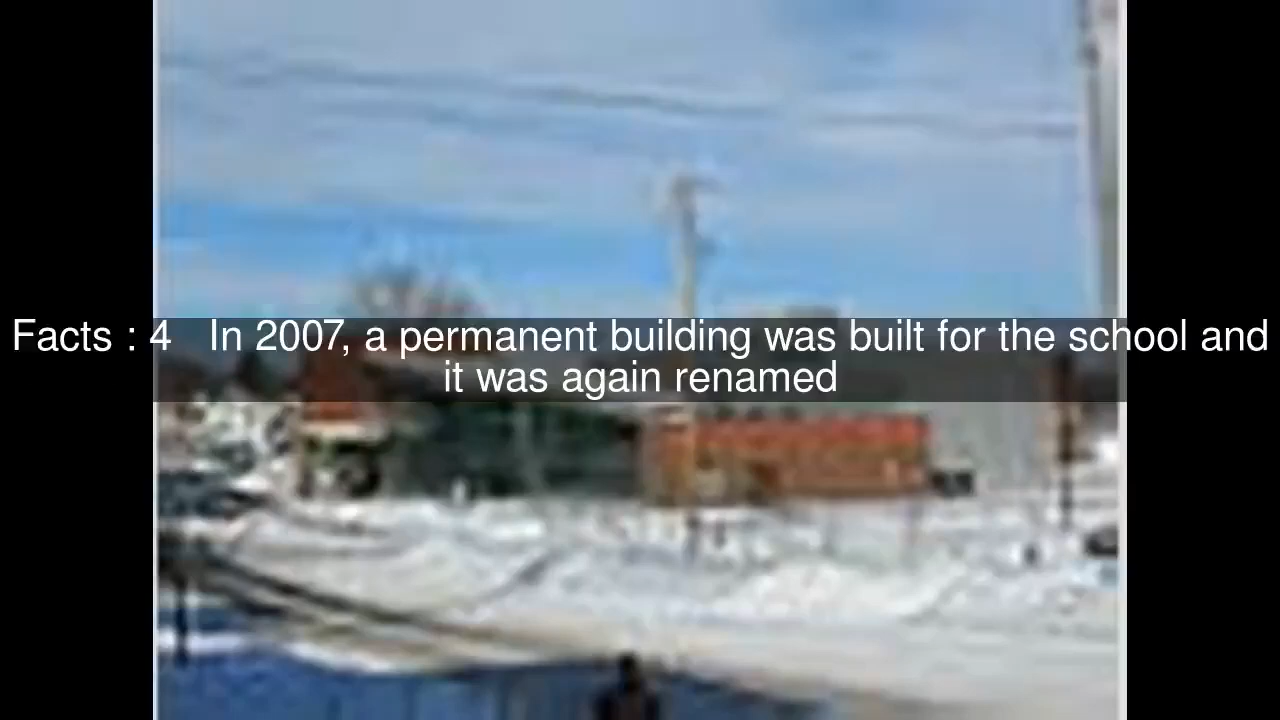 Facts : 4 In 2007, a permanent building was built for the school and
it was again renamed